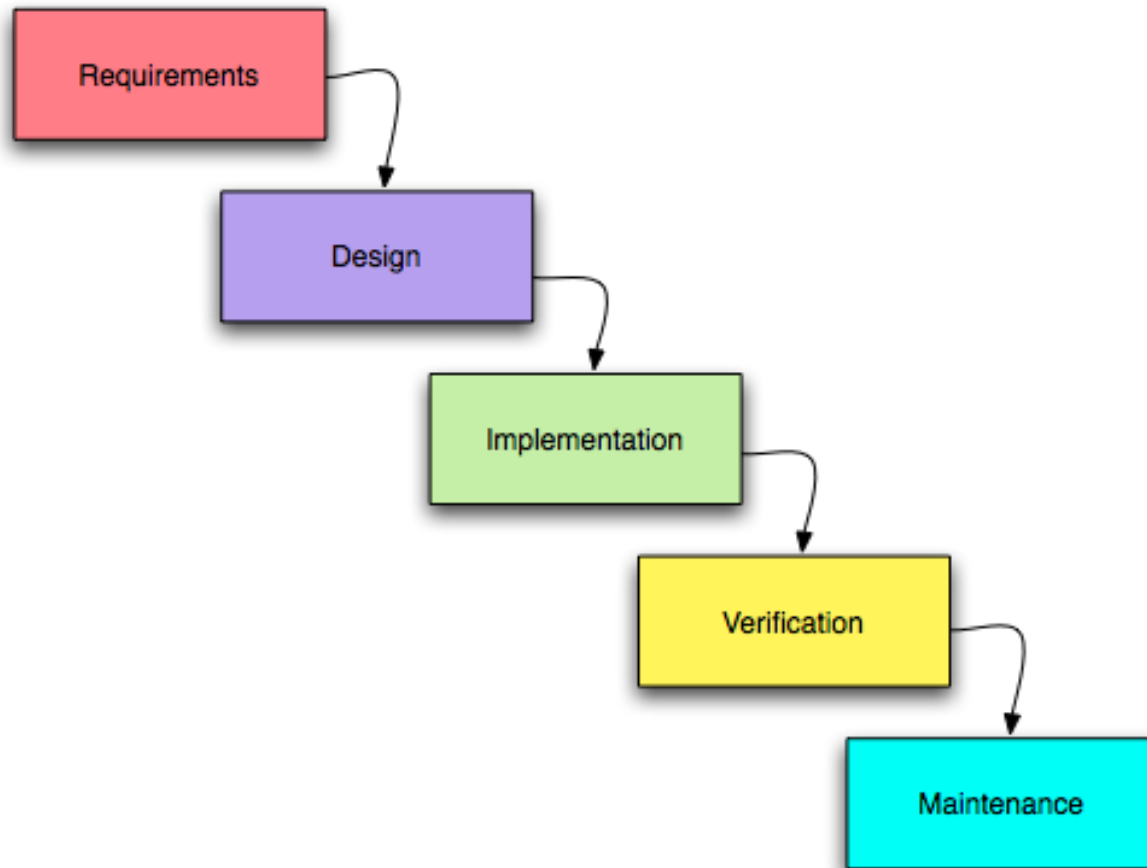 Requirements
Design
Implementation
Verification
Maintenance